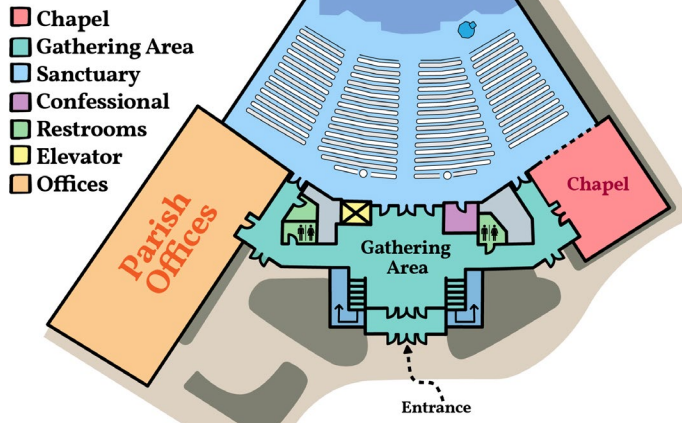 Chapel
Gathering Area
Sanctuary
Confessional
Restrooms
Elevator
Offices
Parish
Offices
Chapel
Gathering
Area
Entrance